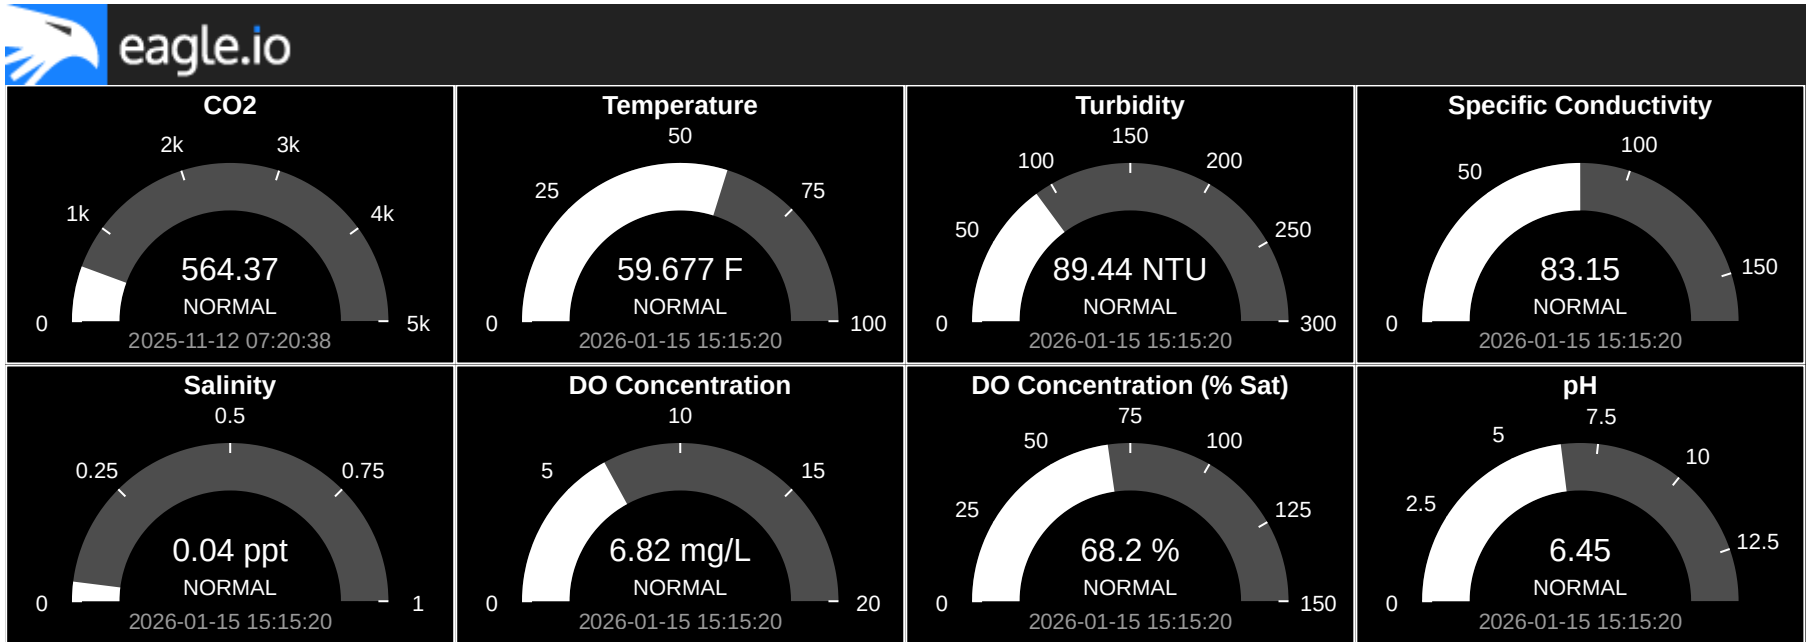 eagle.io
CO2
0
1k
2k
3k
4k
5k
564.37
NORMAL
2025-11-12 07:20:38
Temperature
0
25
50
75
100
59.677 F
NORMAL
2026-01-15 15:15:20
Turbidity
0
50
100
150
200
250
300
89.44 NTU
NORMAL
2026-01-15 15:15:20
Specific Conductivity
0
50
100
150
83.15
NORMAL
2026-01-15 15:15:20
Salinity
0
0.25
0.5
0.75
1
0.04 ppt
NORMAL
2026-01-15 15:15:20
DO Concentration
0
5
10
15
20
6.82 mg/L
NORMAL
2026-01-15 15:15:20
DO Concentration (% Sat)
0
25
50
75
100
125
150
68.2 %
NORMAL
2026-01-15 15:15:20
pH
0
2.5
5
7.5
10
12.5
6.45
NORMAL
2026-01-15 15:15:20